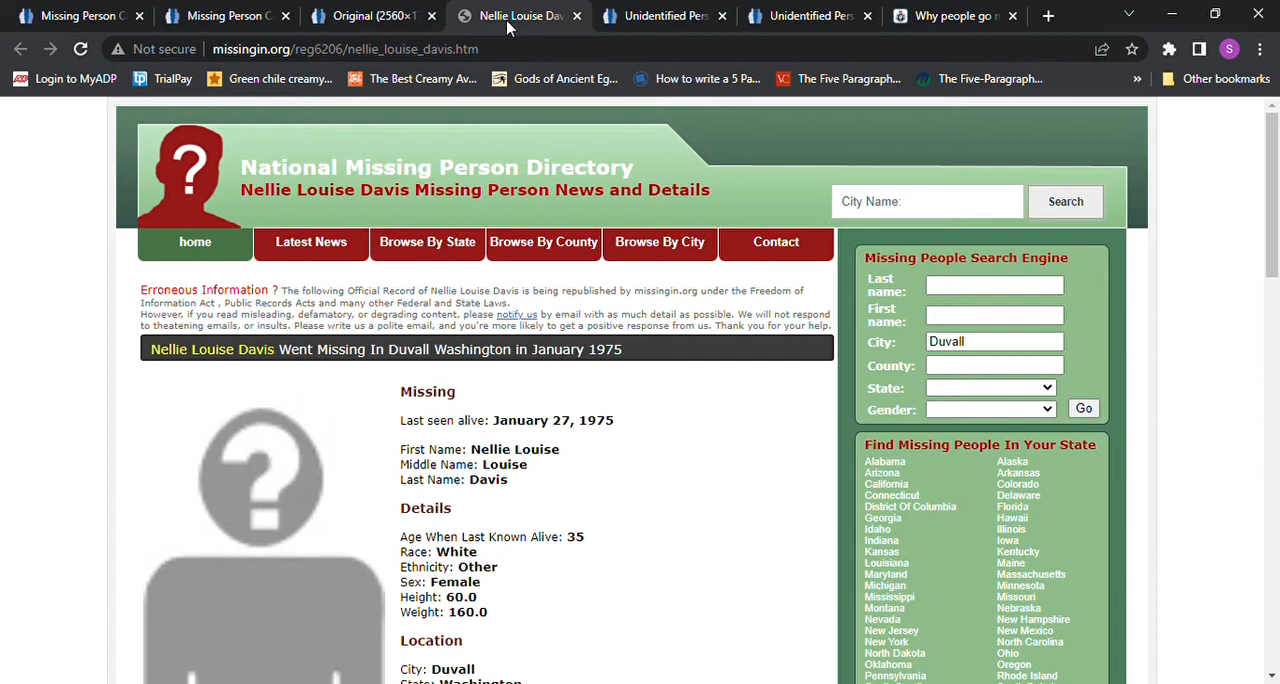 Missing Person C
Missing Person C
Original (2560×1
Nellie Louise Dav
Unidentified Pers
Unidentified Pers
Why people go m
Not secure
missingin.org/reg6206/nellie_louise_davis.htm
S
Login to MyADP
tp TrialPay
Green chile creamy...
The Best Creamy Av...
Gods of Ancient Eg...
How to write a 5 Pa...
VC The Five Paragraph...
The Five-Paragraph...
»
Other bookmarks
?
National Missing Person Directory
Nellie Louise Davis Missing Person News and Details
City Name:
Search
home
Latest News
Browse By State
Browse By County
Browse By City
Contact
Erroneous Information ? The following Official Record of Nellie Louise Davis is being republished by missingin.org under the Freedom of
Information Act , Public Records Acts and many other Federal and State Laws.
However, if you read misleading, defamatory, or degrading content, please notify us by email with as much detail as possible. We will not respond
to threatening emails, or insults. Please write us a polite email, and you're more likely to get a positive response from us. Thank you for your help.
Nellie Louise Davis Went Missing In Duvall Washington in January 1975
?
Missing
Last seen alive: January 27, 1975
First Name: Nellie Louise
Middle Name: Louise
Last Name: Davis
Details
Age When Last Known Alive: 35
Race: White
Ethnicity: Other
Sex: Female
Height: 60.0
Weight: 160.0
Location
City: Duvall
State: Washington
Missing People Search Engine
Last
name:
First
name:
City: Duvall
County:
State:
Gender:
Go
Find Missing People In Your State
Alabama
Alaska
Arizona
Arkansas
California
Colorado
Connecticut
Delaware
District Of Columbia
Florida
Georgia
Hawaii
Idaho
Illinois
Indiana
Iowa
Kansas
Kentucky
Louisiana
Maine
Maryland
Massachusetts
Michigan
Minnesota
Mississippi
Missouri
Montana
Nebraska
Nevada
New Hampshire
New Jersey
New Mexico
New York
North Carolina
North Dakota
Ohio
Oklahoma
Oregon
Pennsylvania
Rhode Island